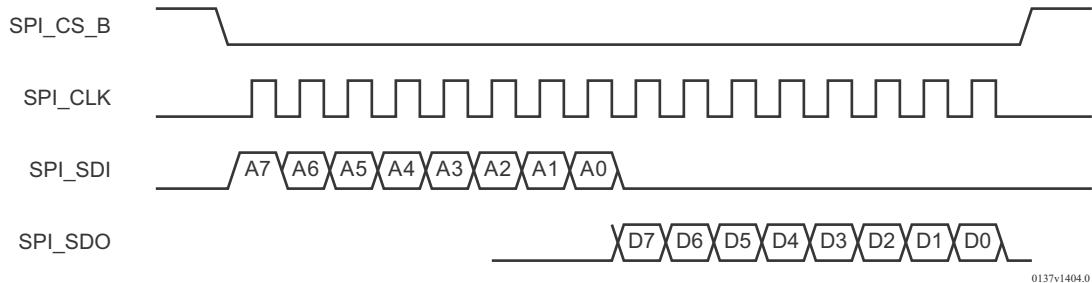 SPI_CS_B
SPI_CLK
SPI_SDI A7 A6 A5 A4 A3 A2 A1 A0
SPI_SDO D7 D6 D5 D4 D3 D2 D1 D0
0137v1404.0